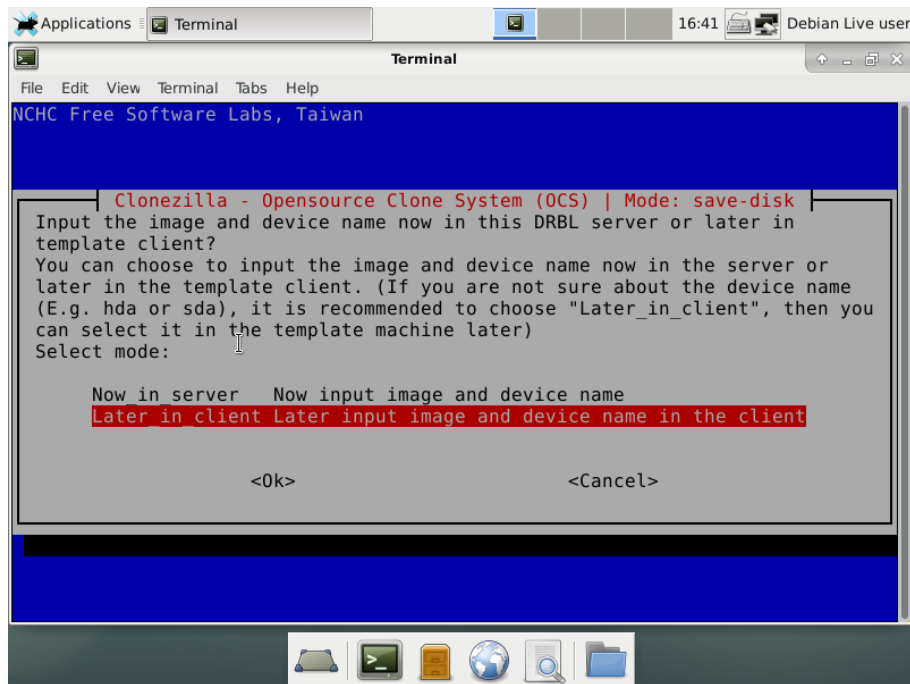 Applications
Terminal
16:41
Debian Live user
Terminal
File Edit View Terminal Tabs Help
NCHC Free Software Labs, Taiwan
Clonezilla - Opensource Clone System (OCS) | Mode: save-disk
Input the image and device name now in this DRBL server or later in
template client?
You can choose to input the image and device name now in the server or
later in the template client. (If you are not sure about the device name
(E.g. hda or sda), it is recommended to choose "Later_in_client", then you
can select it in the template machine later)
Select mode:
Now_in_server Now input image and device name
Later_in_client Later input image and device name in the client
<Ok> <Cancel>